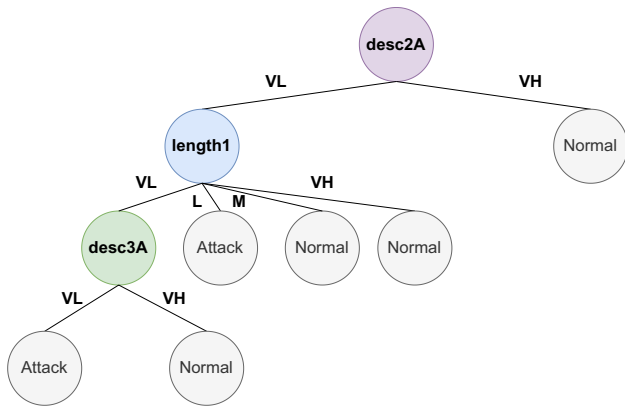 desc2A
VL
VH
length1
Normal
VL
L
M
VH
desc3A
Attack
Normal
Normal
VL
VH
Attack
Normal